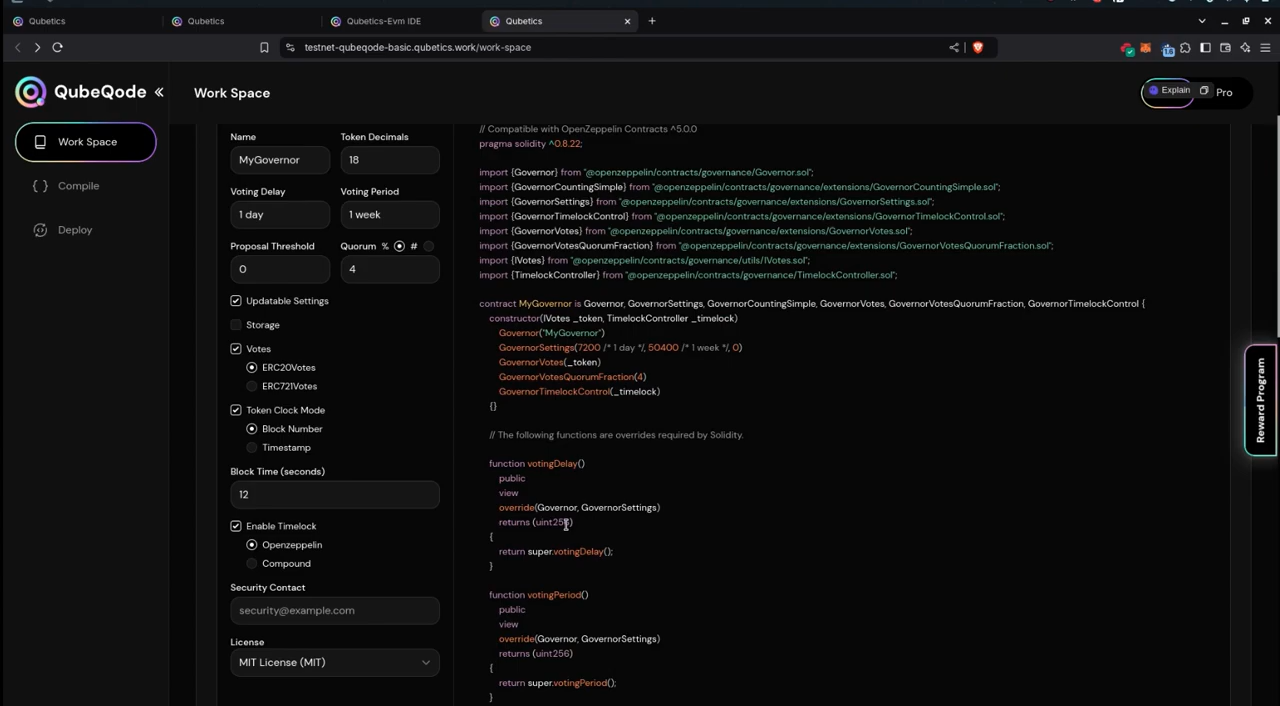 Qubetics
Qubetics
Qubetics-Evm IDE
Qubetics
testnet-qubeqode-basic.qubetics.work/work-space
18
QubeQode
Work Space
Explain
Pro
Work Space
Compile
Deploy
Name
Token Decimals
MyGovernor
18
Voting Delay
Voting Period
1 day
1 week
Proposal Threshold
Quorum % #
0
4
Updatable Settings
Storage
Votes
ERC20Votes
ERC721Votes
Token Clock Mode
Block Number
Timestamp
Block Time (seconds)
12
Enable Timelock
Openzeppelin
Compound
Security Contact
security@example.com
License
MIT License (MIT)
// Compatible with OpenZeppelin Contracts ^5.0.0
pragma solidity ^0.8.22;
import {Governor} from "@openzeppelin/contracts/governance/Governor.sol";
import {GovernorCountingSimple} from "@openzeppelin/contracts/governance/extensions/GovernorCountingSimple.sol";
import {GovernorSettings} from "@openzeppelin/contracts/governance/extensions/GovernorSettings.sol";
import {GovernorTimelockControl} from "@openzeppelin/contracts/governance/extensions/GovernorTimelockControl.sol";
import {GovernorVotes} from "@openzeppelin/contracts/governance/extensions/GovernorVotes.sol";
import {GovernorVotesQuorumFraction} from "@openzeppelin/contracts/governance/extensions/GovernorVotesQuorumFraction.sol";
import {IVotes} from "@openzeppelin/contracts/governance/utils/IVotes.sol";
import {TimelockController} from "@openzeppelin/contracts/governance/TimelockController.sol";
contract MyGovernor is Governor, GovernorSettings, GovernorCountingSimple, GovernorVotes, GovernorVotesQuorumFraction, GovernorTimelockControl {
constructor(IVotes _token, TimelockController _timelock)
Governor("MyGovernor")
GovernorSettings(7200 /* 1 day */, 50400 /* 1 week */, 0)
GovernorVotes(_token)
GovernorVotesQuorumFraction(4)
GovernorTimelockControl(_timelock)
{}
// The following functions are overrides required by Solidity.
function votingDelay()
public
view
override(Governor, GovernorSettings)
returns (uint256)
{
return super.votingDelay();
}
function votingPeriod()
public
view
override(Governor, GovernorSettings)
returns (uint256)
{
return super.votingPeriod();
}
Reward Program